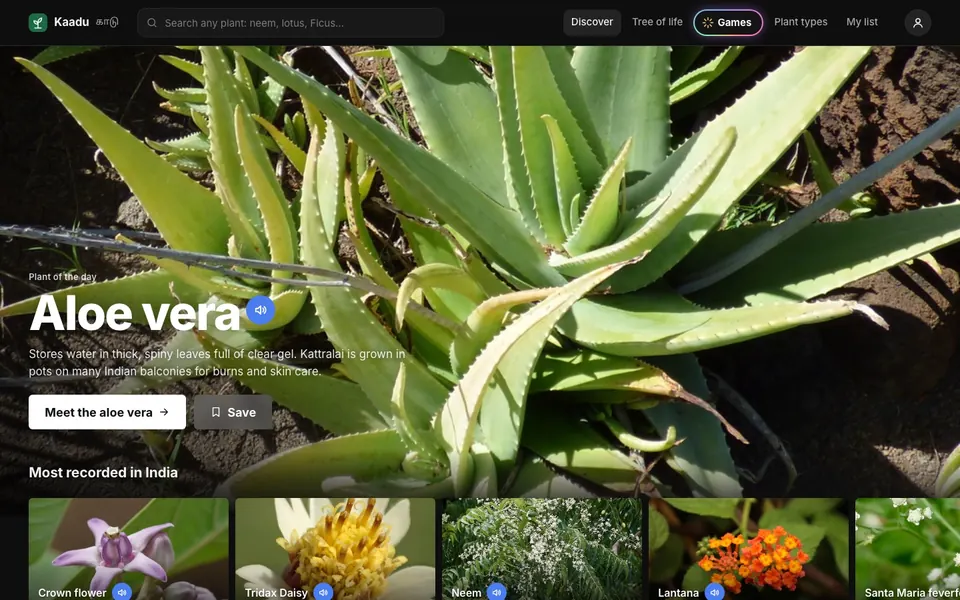 Kaadu காடு
Search any plant: neem, lotus, Ficus...
Discover
Tree of life
Games
Plant types
My list
Plant of the day
Aloe vera
Stores water in thick, spiny leaves full of clear gel. Kattralai is grown in
pots on many Indian balconies for burns and skin care.
Meet the aloe vera →
Save
Most recorded in India
Crown flower
Tridax Daisy
Neem
Lantana
Santa Maria